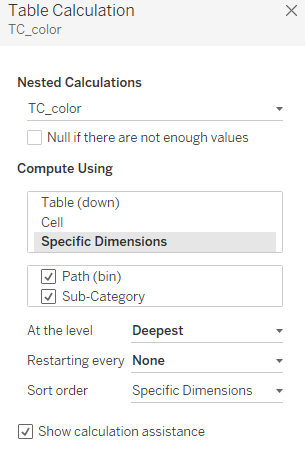 Table Calculation
TC_color
Nested Calculations
TC_color
Null if there are not enough values
Compute Using
Table (down)
Cell
Specific Dimensions
Path (bin)
Sub-Category
At the level Deepest
Restarting every None
Sort order Specific Dimensions
Show calculation assistance